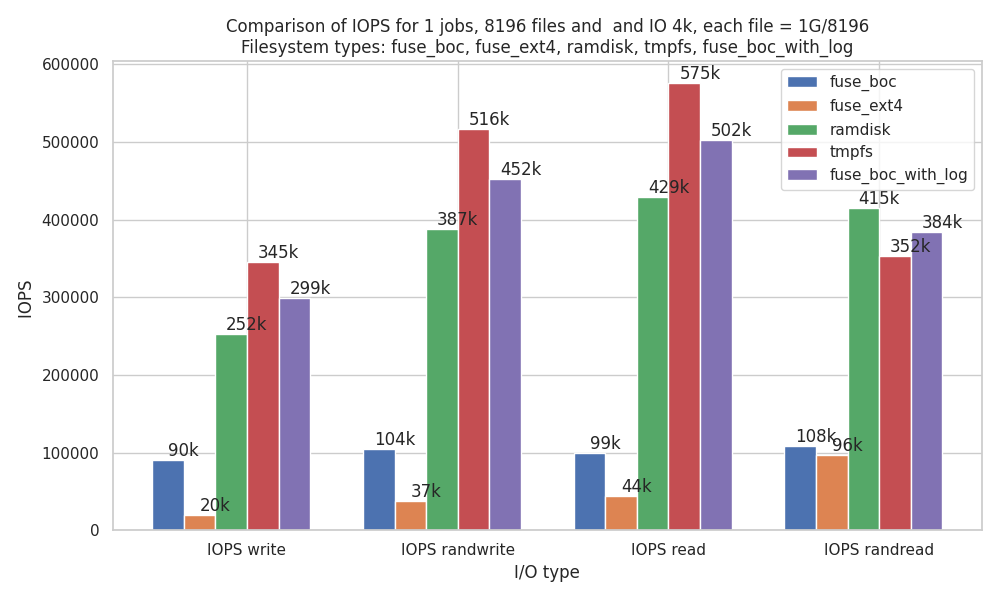 Comparison of IOPS for 1 jobs, 8196 files and  and IO 4k, each file = 1G/8196
Filesystem types: fuse_boc, fuse_ext4, ramdisk, tmpfs, fuse_boc_with_log
IOPS
600000
500000
400000
300000
200000
100000
0
fuse_boc
fuse_ext4
ramdisk
tmpfs
fuse_boc_with_log
90k
20k
252k
345k
299k
104k
37k
387k
516k
452k
99k
44k
429k
575k
502k
108k
96k
415k
352k
384k
IOPS write
IOPS randwrite
IOPS read
IOPS randread
I/O type